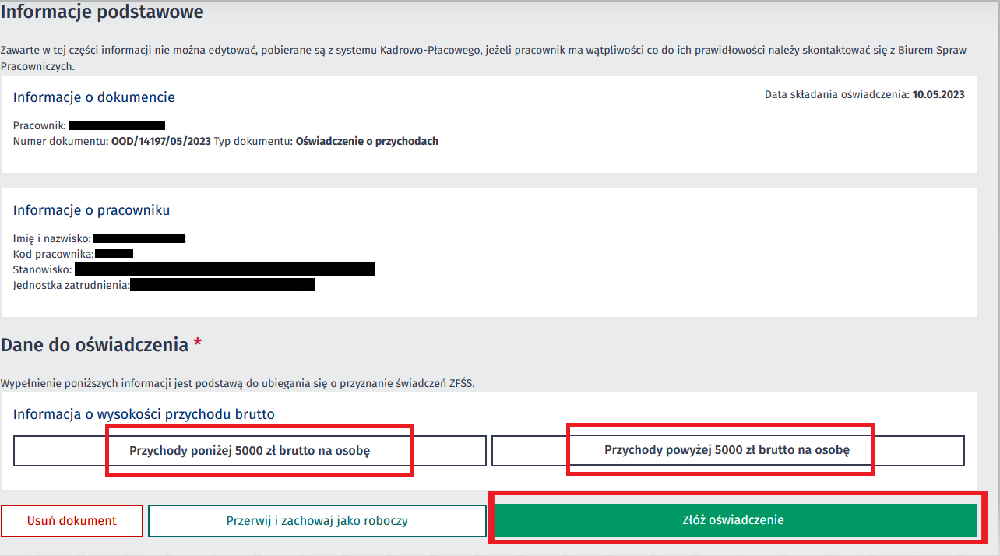 Informacje podstawowe
Zawarte w tej części informacji nie można edytować, pobierane są z systemu Kadrowo-Płacowego, jeżeli pracownik ma wątpliwości co do ich prawidłowości należy skontaktować się z Biurem Spraw
Pracowniczych.
Informacje o dokumencie
Data składania oświadczenia: 10.05.2023
Pracownik:
Numer dokumentu: OOD/14197/05/2023 Typ dokumentu: Oświadczenie o przychodach
Informacje o pracowniku
Imię i nazwisko:
Kod pracownika:
Stanowisko:
Jednostka zatrudnienia:
Dane do oświadczenia *
Wypełnienie poniższych informacji jest podstawą do ubiegania się o przyznanie świadczeń ZFŚS.
Informacja o wysokości przychodu brutto
Przychody poniżej 5000 zł brutto na osobę
Przychody powyżej 5000 zł brutto na osobę
Usuń dokument
Przerwij i zachowaj jako roboczy
Złóż oświadczenie